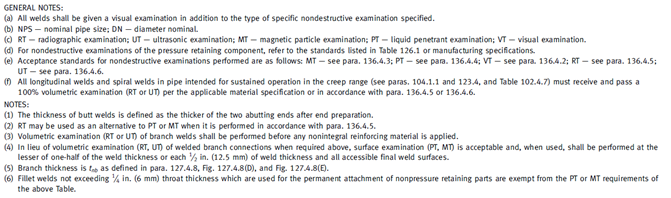 GENERAL NOTES:
(a) All welds shall be given a visual examination in addition to the type of specific nondestructive examination specified.
(b) NPS — nominal pipe size; DN — diameter nominal.
(c) RT — radiographic examination; UT — ultrasonic examination; MT — magnetic particle examination; PT — liquid penetrant examination; VT — visual examination.
(d) For nondestructive examinations of the pressure retaining component, refer to the standards listed in Table 126.1 or manufacturing specifications.
(e) Acceptance standards for nondestructive examinations performed are as follows: MT — see para. 136.4.3; PT — see para. 136.4.4; VT — see para. 136.4.2; RT — see para. 136.4.5;
UT — see para. 136.4.6.
(f) All longitudinal welds and spiral welds in pipe intended for sustained operation in the creep range (see paras. 104.1.1 and 123.4, and Table 102.4.7) must receive and pass a
100% volumetric examination (RT or UT) per the applicable material specification or in accordance with para. 136.4.5 or 136.4.6.
NOTES:
(1) The thickness of butt welds is defined as the thicker of the two abutting ends after end preparation.
(2) RT may be used as an alternative to PT or MT when it is performed in accordance with para. 136.4.5.
(3) Volumetric examination (RT or UT) of branch welds shall be performed before any nonintegral reinforcing material is applied.
(4) In lieu of volumetric examination (RT, UT) of welded branch connections when required above, surface examination (PT, MT) is acceptable and, when used, shall be performed at the
lesser of one-half of the weld thickness or each 1/2 in. (12.5 mm) of weld thickness and all accessible final weld surfaces.
(5) Branch thickness is tnb as defined in para. 127.4.8, Fig. 127.4.8(D), and Fig. 127.4.8(E).
(6) Fillet welds not exceeding 1/4 in. (6 mm) throat thickness which are used for the permanent attachment of nonpressure retaining parts are exempt from the PT or MT requirements of
the above Table.